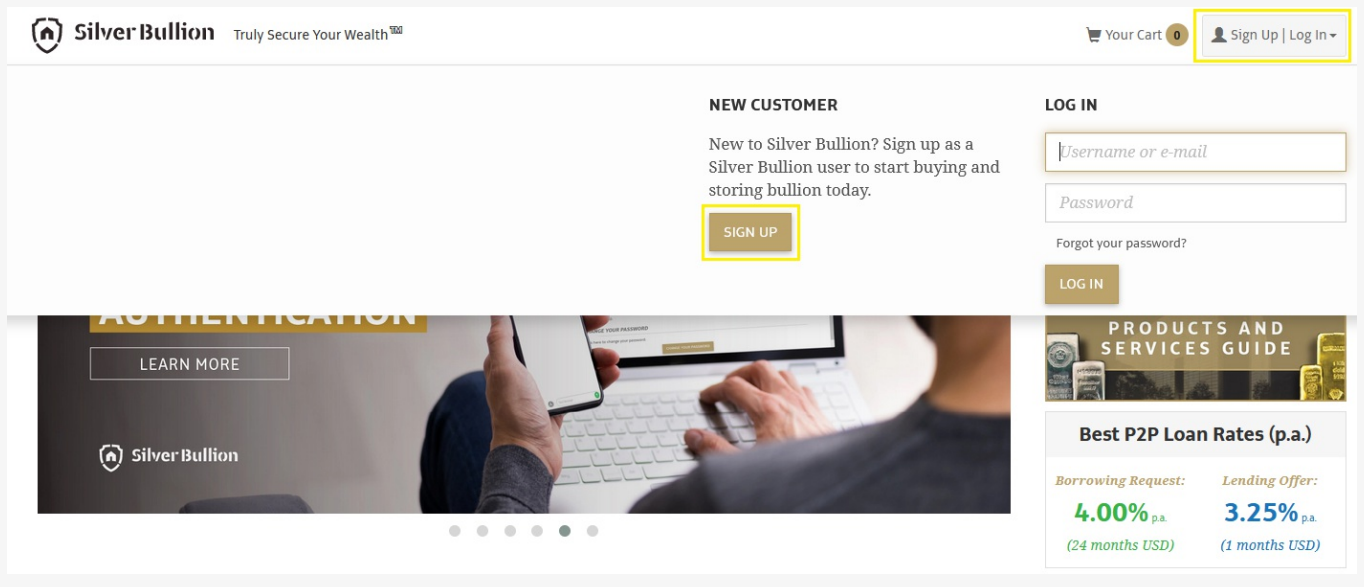 Silver Bullion Truly Secure Your Wealth™
Your Cart 0
Sign Up | Log In
NEW CUSTOMER
New to Silver Bullion? Sign up as a
Silver Bullion user to start buying and
storing bullion today.
SIGN UP
LOG IN
Username or e-mail
Password
Forgot your password?
LOG IN
AUTHENTICATION
LEARN MORE
Silver Bullion
PRODUCTS AND
SERVICES GUIDE
Best P2P Loan Rates (p.a.)
Borrowing Request:
4.00% p.a.
(24 months USD)
Lending Offer:
3.25% p.a.
(1 months USD)